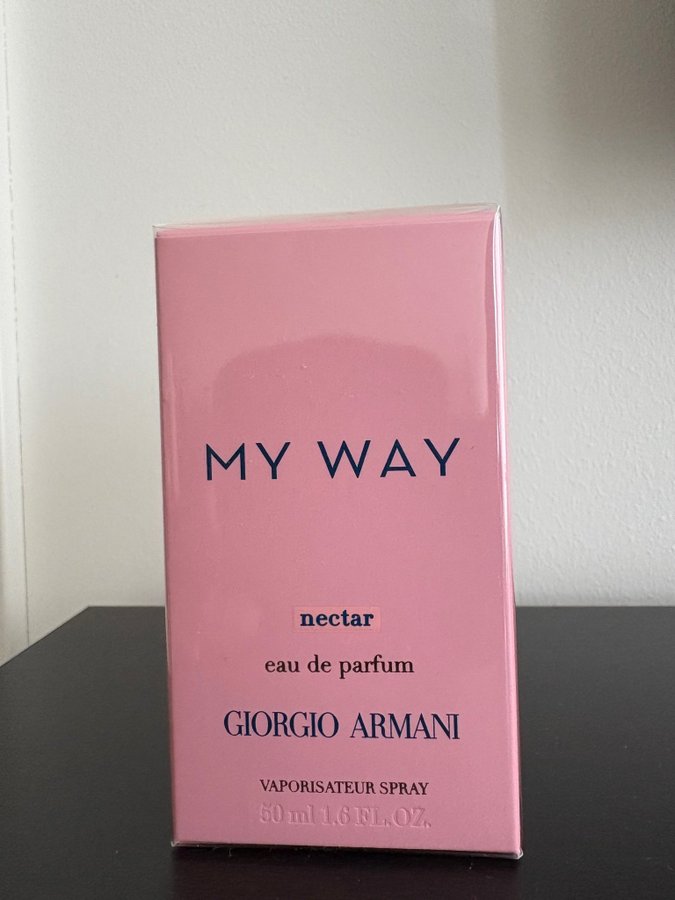 MY WAY
nectar
eau de parfum
GIORGIO ARMANI
VAPORISATEUR SPRAY
50 ml 1.6 FL.OZ.